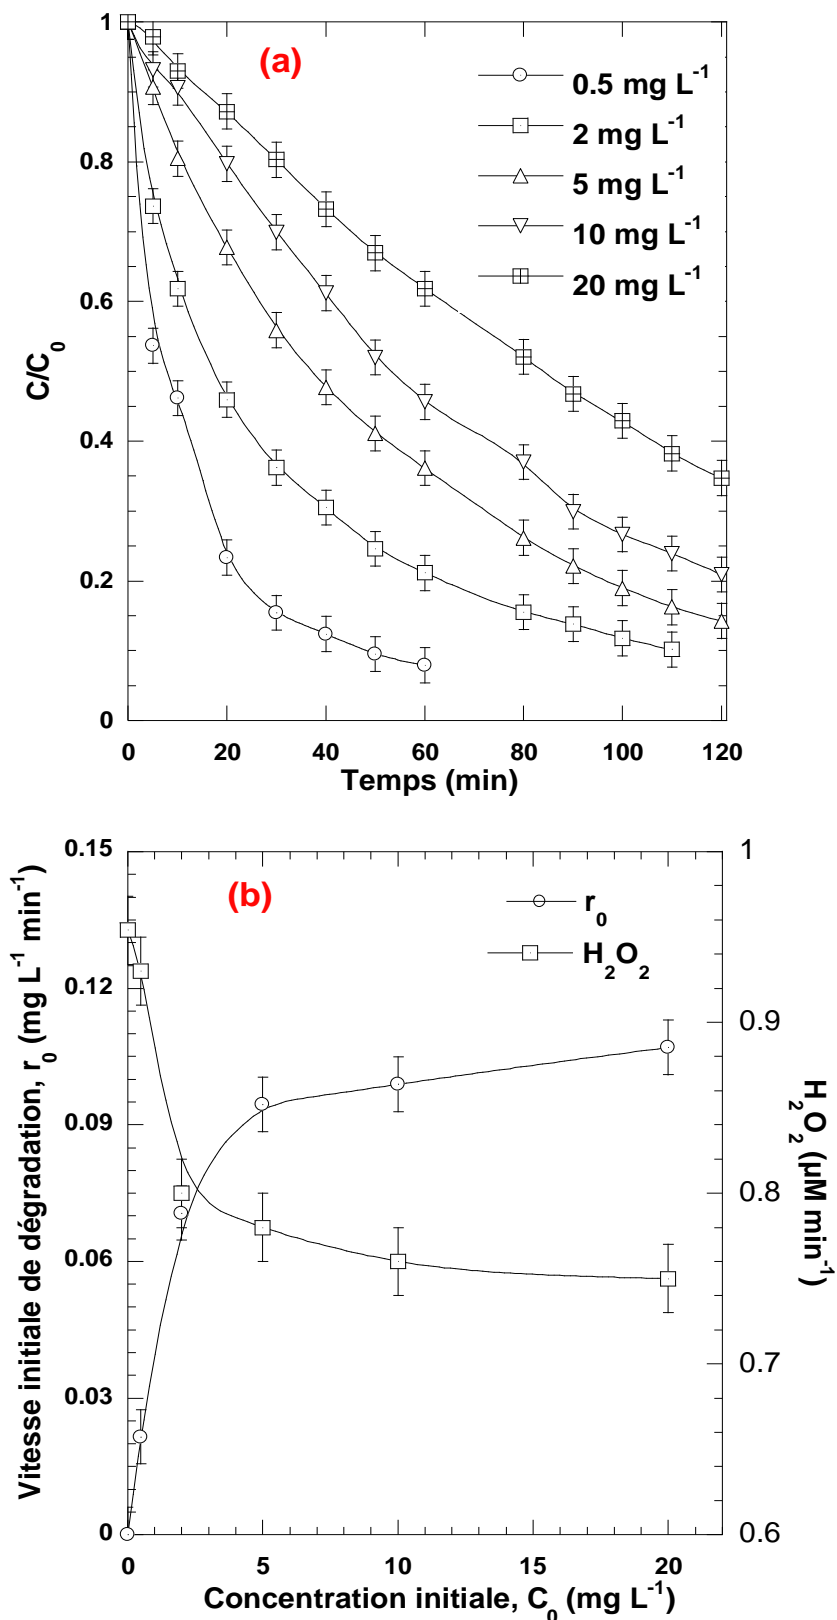 (a)
0.5 mg L⁻¹
2 mg L⁻¹
5 mg L⁻¹
10 mg L⁻¹
20 mg L⁻¹
C/C₀
1
0.8
0.6
0.4
0.2
0
0 20 40 60 80 100 120
Temps (min)
(b)
r₀
H₂O₂
Vitesse initiale de dégradation, r₀ (mg L⁻¹ min⁻¹)
0.15
0.12
0.09
0.06
0.03
0
1
0.9
0.8
0.7
0.6
H₂O₂ (µM min⁻¹)
0 5 10 15 20
Concentration initiale, C₀ (mg L⁻¹)